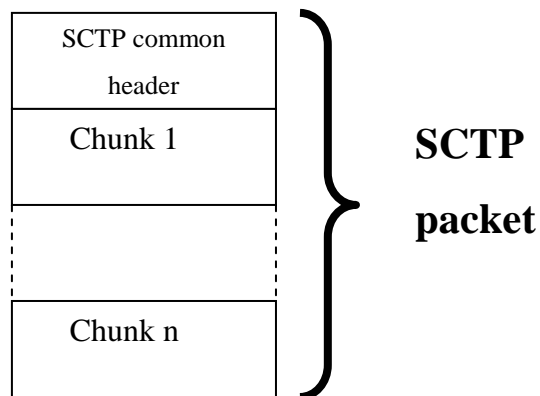 SCTP common
header
Chunk 1
SCTP
packet
Chunk n